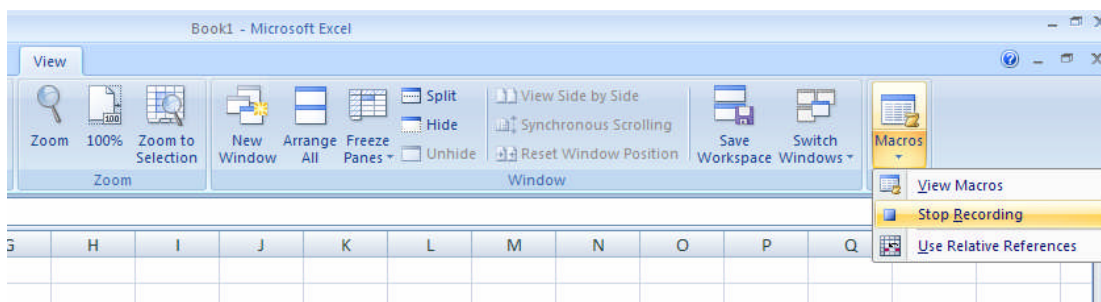 Book1 - Microsoft Excel
View
Zoom
100
100%
Zoom to
Selection
New
Window
Arrange
All
Freeze
Panes
Split
Hide
Unhide
View Side by Side
Synchronous Scrolling
Reset Window Position
Save
Workspace
Switch
Windows
Macros
Zoom
Window
View Macros
Stop Recording
Use Relative References
G H I J K L M N O P Q